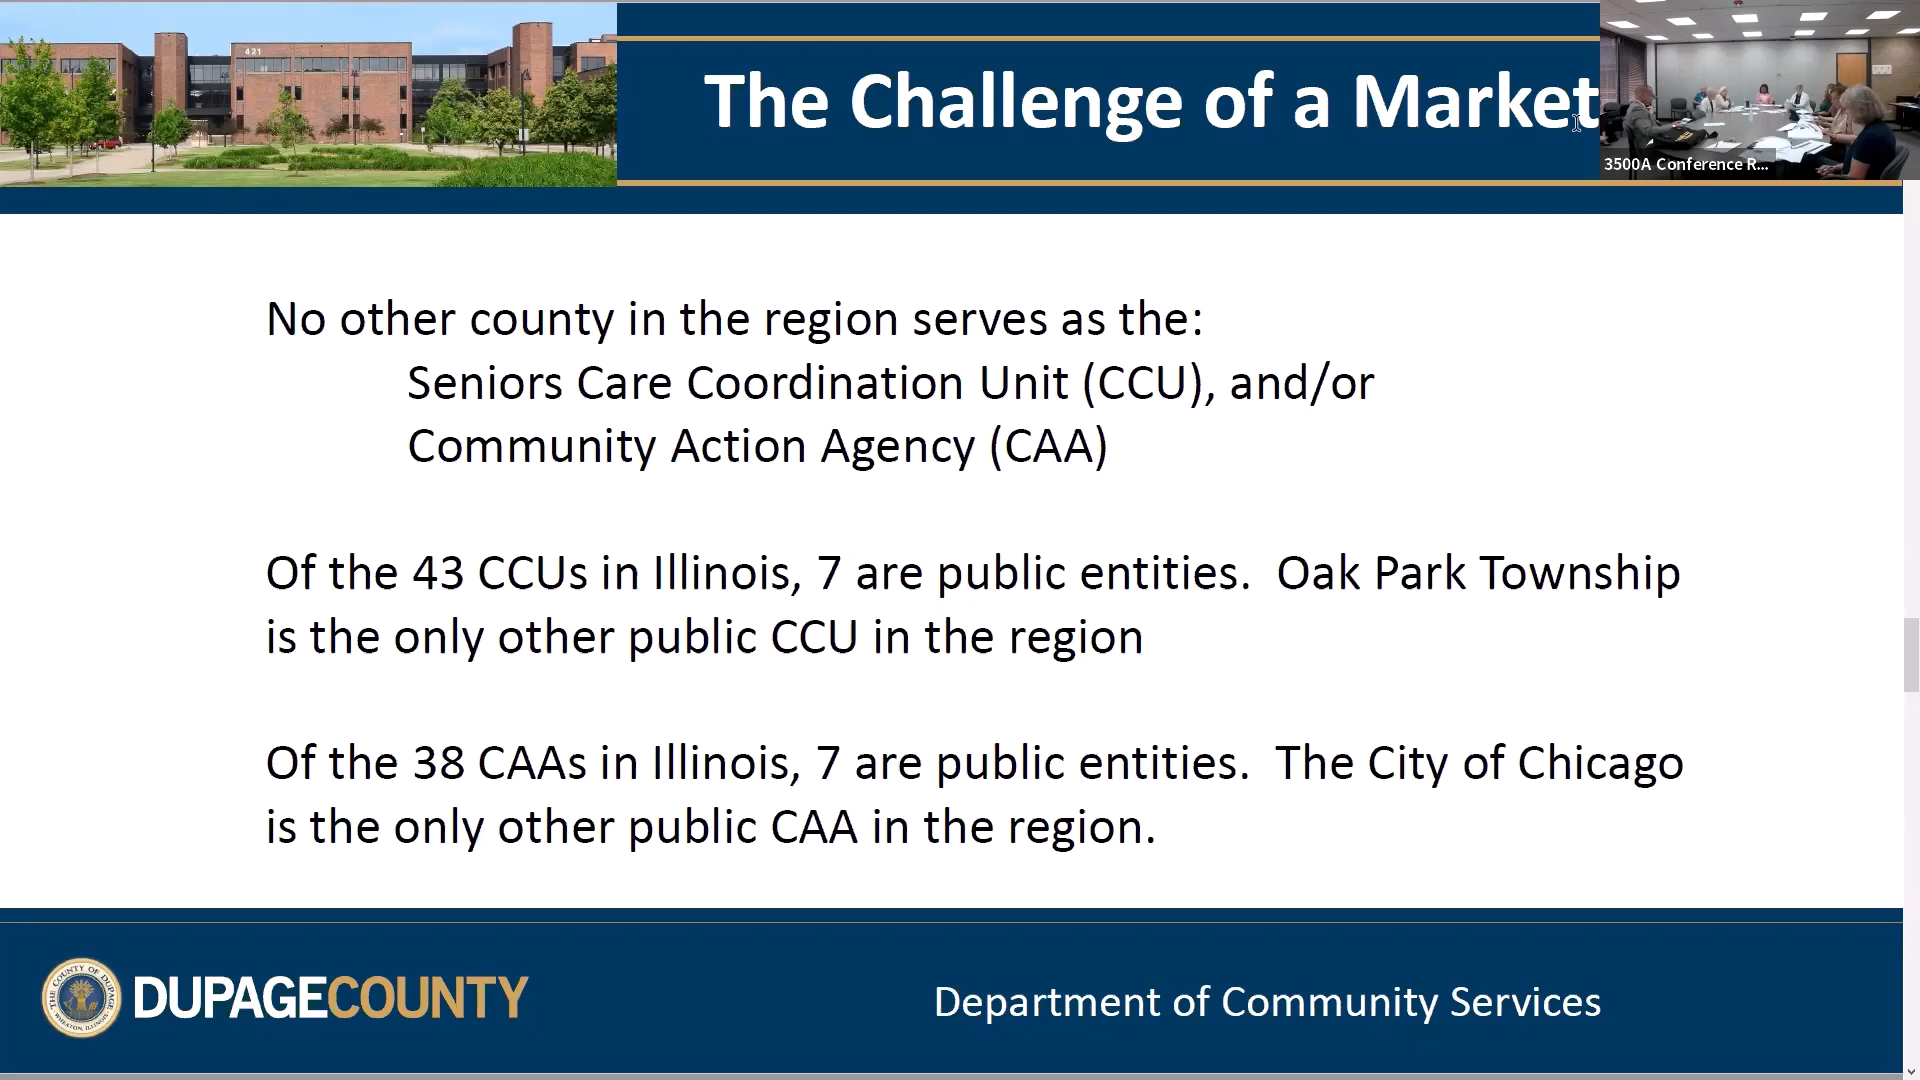 421
The Challenge of a Market
3500A Conference R...
No other county in the region serves as the:
Seniors Care Coordination Unit (CCU), and/or
Community Action Agency (CAA)
Of the 43 CCUs in Illinois, 7 are public entities.  Oak Park Township
is the only other public CCU in the region
Of the 38 CAAs in Illinois, 7 are public entities.  The City of Chicago
is the only other public CAA in the region.
THE COUNTY OF DUPAGE
WHEATON, ILLINOIS
DUPAGECOUNTY
Department of Community Services